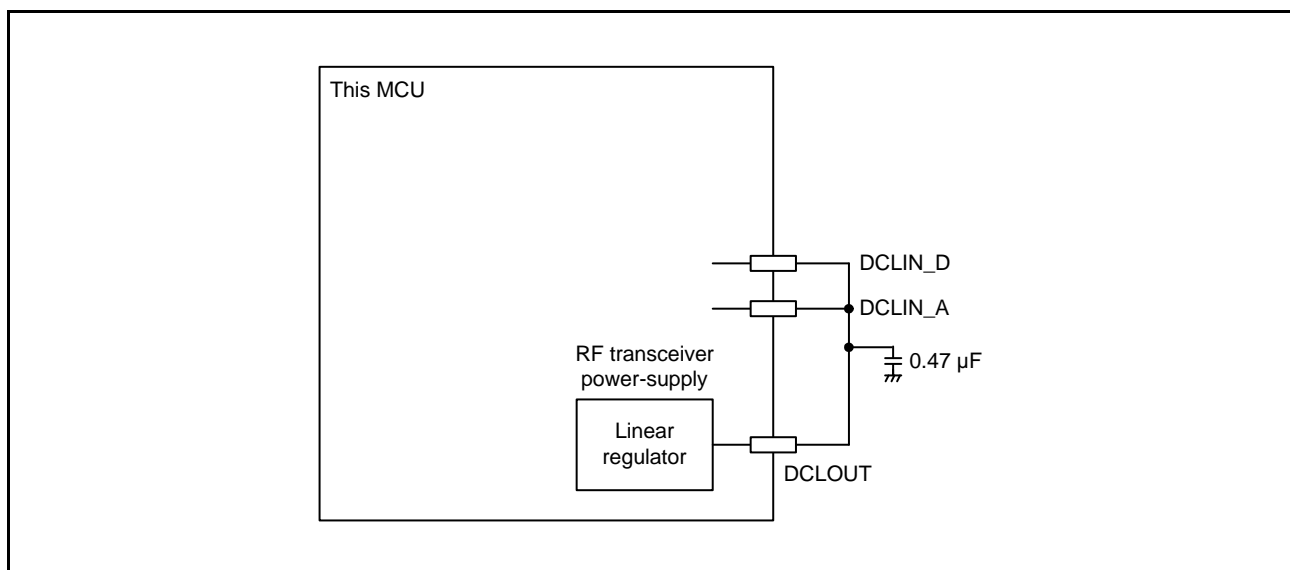 This MCU
DCLIN_D
DCLIN_A
0.47 µF
RF transceiver
power-supply
Linear
regulator
DCLOUT